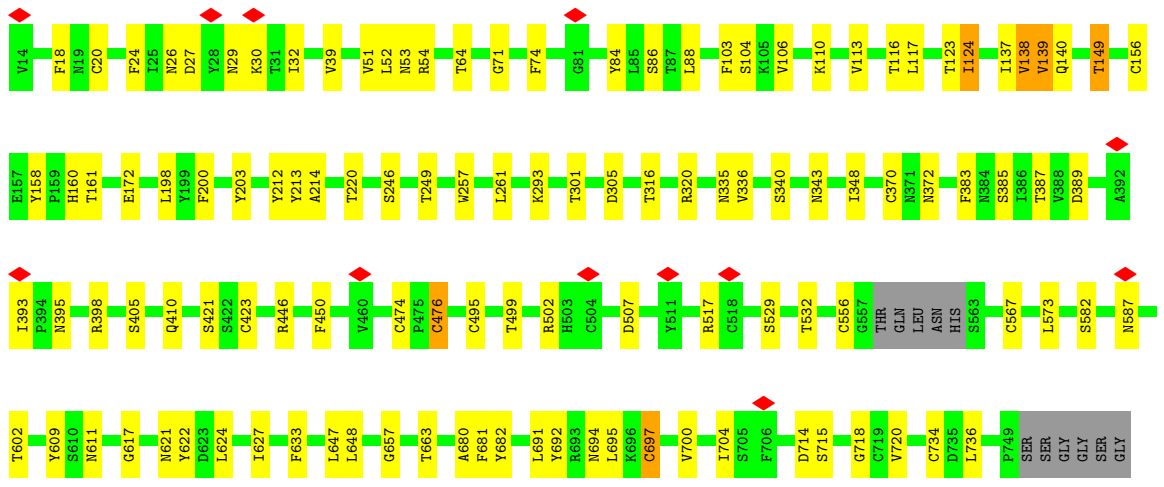 V14 F18 N19 C20 F24 I25 N26 D27 Y28 N29 K30 T31 I32 V39 V51 L52 N53 R54 T64 G71 F74 G81 Y84 L85 S86 T87 L88 F103 S104 K105 V106 K110 V113 T116 L117 T123 I124 I137 V138 V139 Q140 T149 C156
E157 Y158 P159 H160 T161 E172 L198 Y199 F200 Y203 Y212 Y213 A214 T220 S246 T249 W257 L261 K293 T301 D305 T316 R320 N335 V336 S340 N343 I348 C370 N371 N372 F383 N384 S385 I386 T387 V388 D389 A392
I393 P394 N395 R398 S405 Q410 S421 S422 C423 R446 F450 V460 C474 P475 C476 C495 T499 R502 H503 C504 D507 Y511 R517 C518 S529 T532 C556 G557 THR GLN LEU ASN HIS S563 C567 L573 S582 N587
T602 Y609 S610 N611 G617 N621 Y622 D623 L624 I627 F633 L647 L648 G657 T663 A680 F681 Y682 L691 Y692 R693 N694 L695 K696 C697 V700 I704 S705 F706 D714 S715 G718 C719 V720 C734 D735 L736 P749 SER SER GLY GLY SER GLY